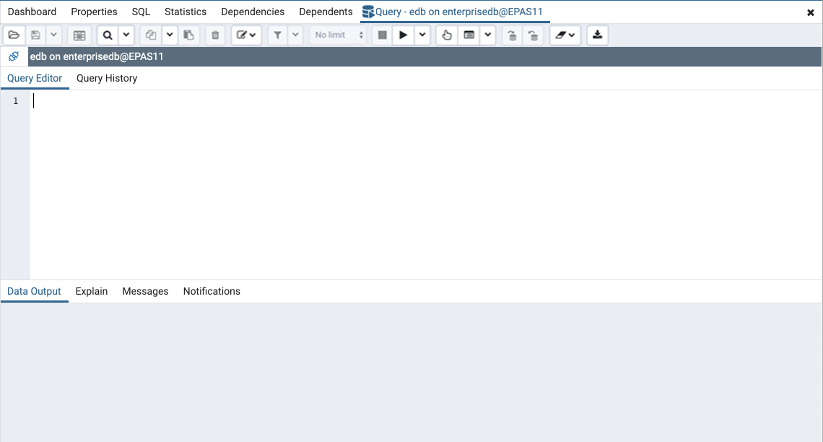 Dashboard Properties SQL Statistics Dependencies Dependents Query - edb on enterprisedb@EPAS11
No limit
edb on enterprisedb@EPAS11
Query Editor Query History
1
Data Output Explain Messages Notifications